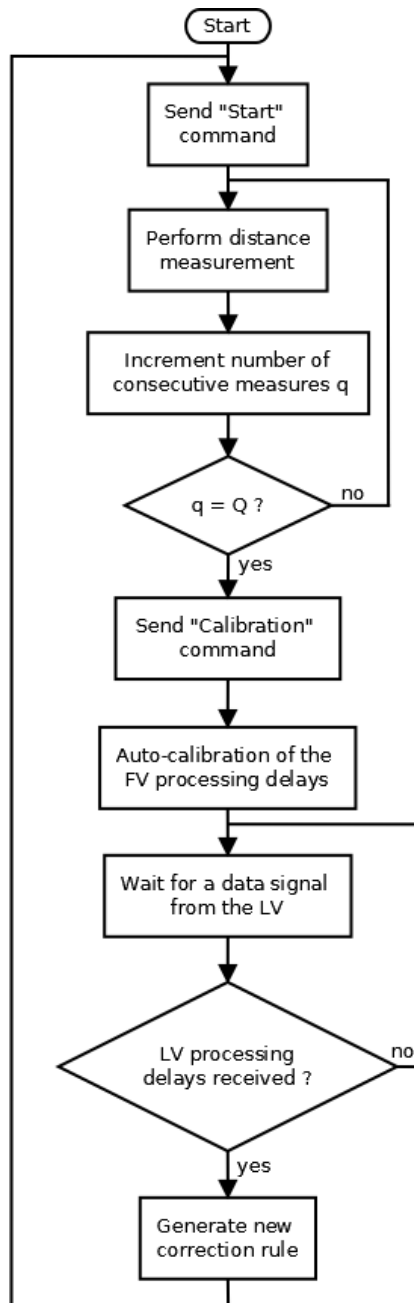 Start
Send "Start"
command
Perform distance
measurement
Increment number of
consecutive measures q
q = Q ?
no
yes
Send "Calibration"
command
Auto-calibration of the
FV processing delays
Wait for a data signal
from the LV
LV processing
delays received ?
no
yes
Generate new
correction rule